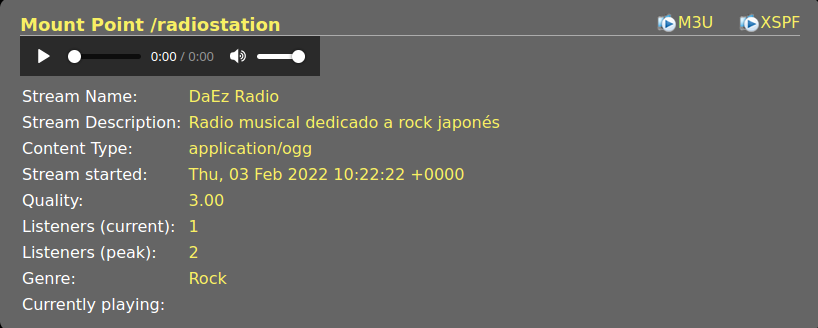 Mount Point /radiostation M3U XSPF
0:00 / 0:00
Stream Name: DaEz Radio
Stream Description: Radio musical dedicado a rock japonés
Content Type: application/ogg
Stream started: Thu, 03 Feb 2022 10:22:22 +0000
Quality: 3.00
Listeners (current): 1
Listeners (peak): 2
Genre: Rock
Currently playing: